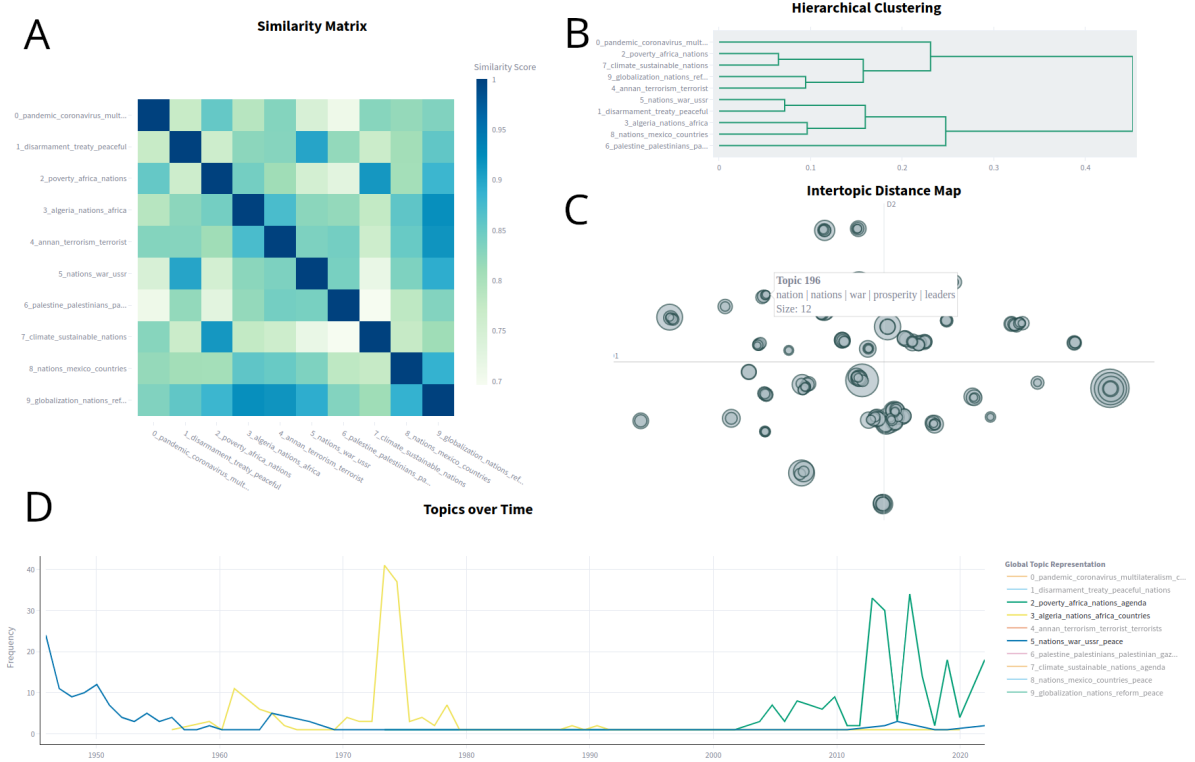 A
Similarity Matrix
Similarity Score
1
0.95
0.9
0.85
0.8
0.75
0.7
0_pandemic_coronavirus_mult...
1_disarmament_treaty_peaceful
2_poverty_africa_nations
3_algeria_nations_africa
4_annan_terrorism_terrorist
5_nations_war_ussr
6_palestine_palestinians_pa...
7_climate_sustainable_nations
8_nations_mexico_countries
9_globalization_nations_ref...
0_pandemic_coronavirus_mult...
1_disarmament_treaty_peaceful
2_poverty_africa_nations
3_algeria_nations_africa
4_annan_terrorism_terrorist
5_nations_war_ussr
6_palestine_palestinians_pa...
7_climate_sustainable_nations
8_nations_mexico_countries
9_globalization_nations_ref...
B
Hierarchical Clustering
0_pandemic_coronavirus_mult...
2_poverty_africa_nations
7_climate_sustainable_nations
9_globalization_nations_ref...
4_annan_terrorism_terrorist
5_nations_war_ussr
1_disarmament_treaty_peaceful
3_algeria_nations_africa
8_nations_mexico_countries
6_palestine_palestinians_pa...
0
0.1
0.2
0.3
0.4
C
Intertopic Distance Map
D2
Topic 196
nation | nations | war | prosperity | leaders
Size: 12
D
Topics over Time
Frequency
40
30
20
10
0
1950
1960
1970
1980
1990
2000
2010
2020
Global Topic Representation
0_pandemic_coronavirus_multilateralism_c...
1_disarmament_treaty_peaceful_nations
2_poverty_africa_nations_agenda
3_algeria_nations_africa_countries
4_annan_terrorism_terrorist_terrorists
5_nations_war_ussr_peace
6_palestine_palestinians_palestinian_gaz...
7_climate_sustainable_nations_agenda
8_nations_mexico_countries_peace
9_globalization_nations_reform_peace